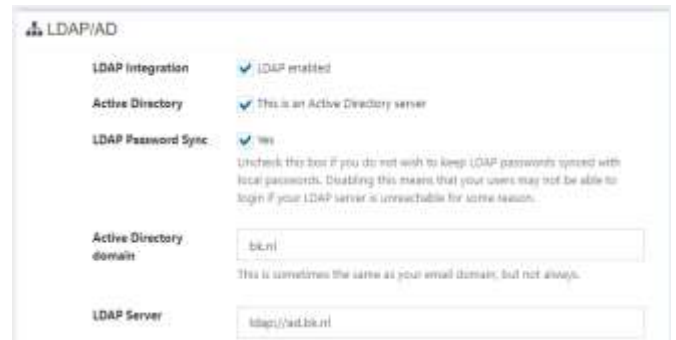 LDAP/AD
LDAP Integration
LDAP enabled
Active Directory
This is an Active Directory server
LDAP Password Sync
Yes
Uncheck this box if you do not wish to keep LDAP passwords synced with
local passwords. Disabling this means that your users may not be able to
login if your LDAP server is unreachable for some reason.
Active Directory
domain
bk.nl
This is sometimes the same as your email domain, but not always.
LDAP Server
ldap://ad.bk.nl